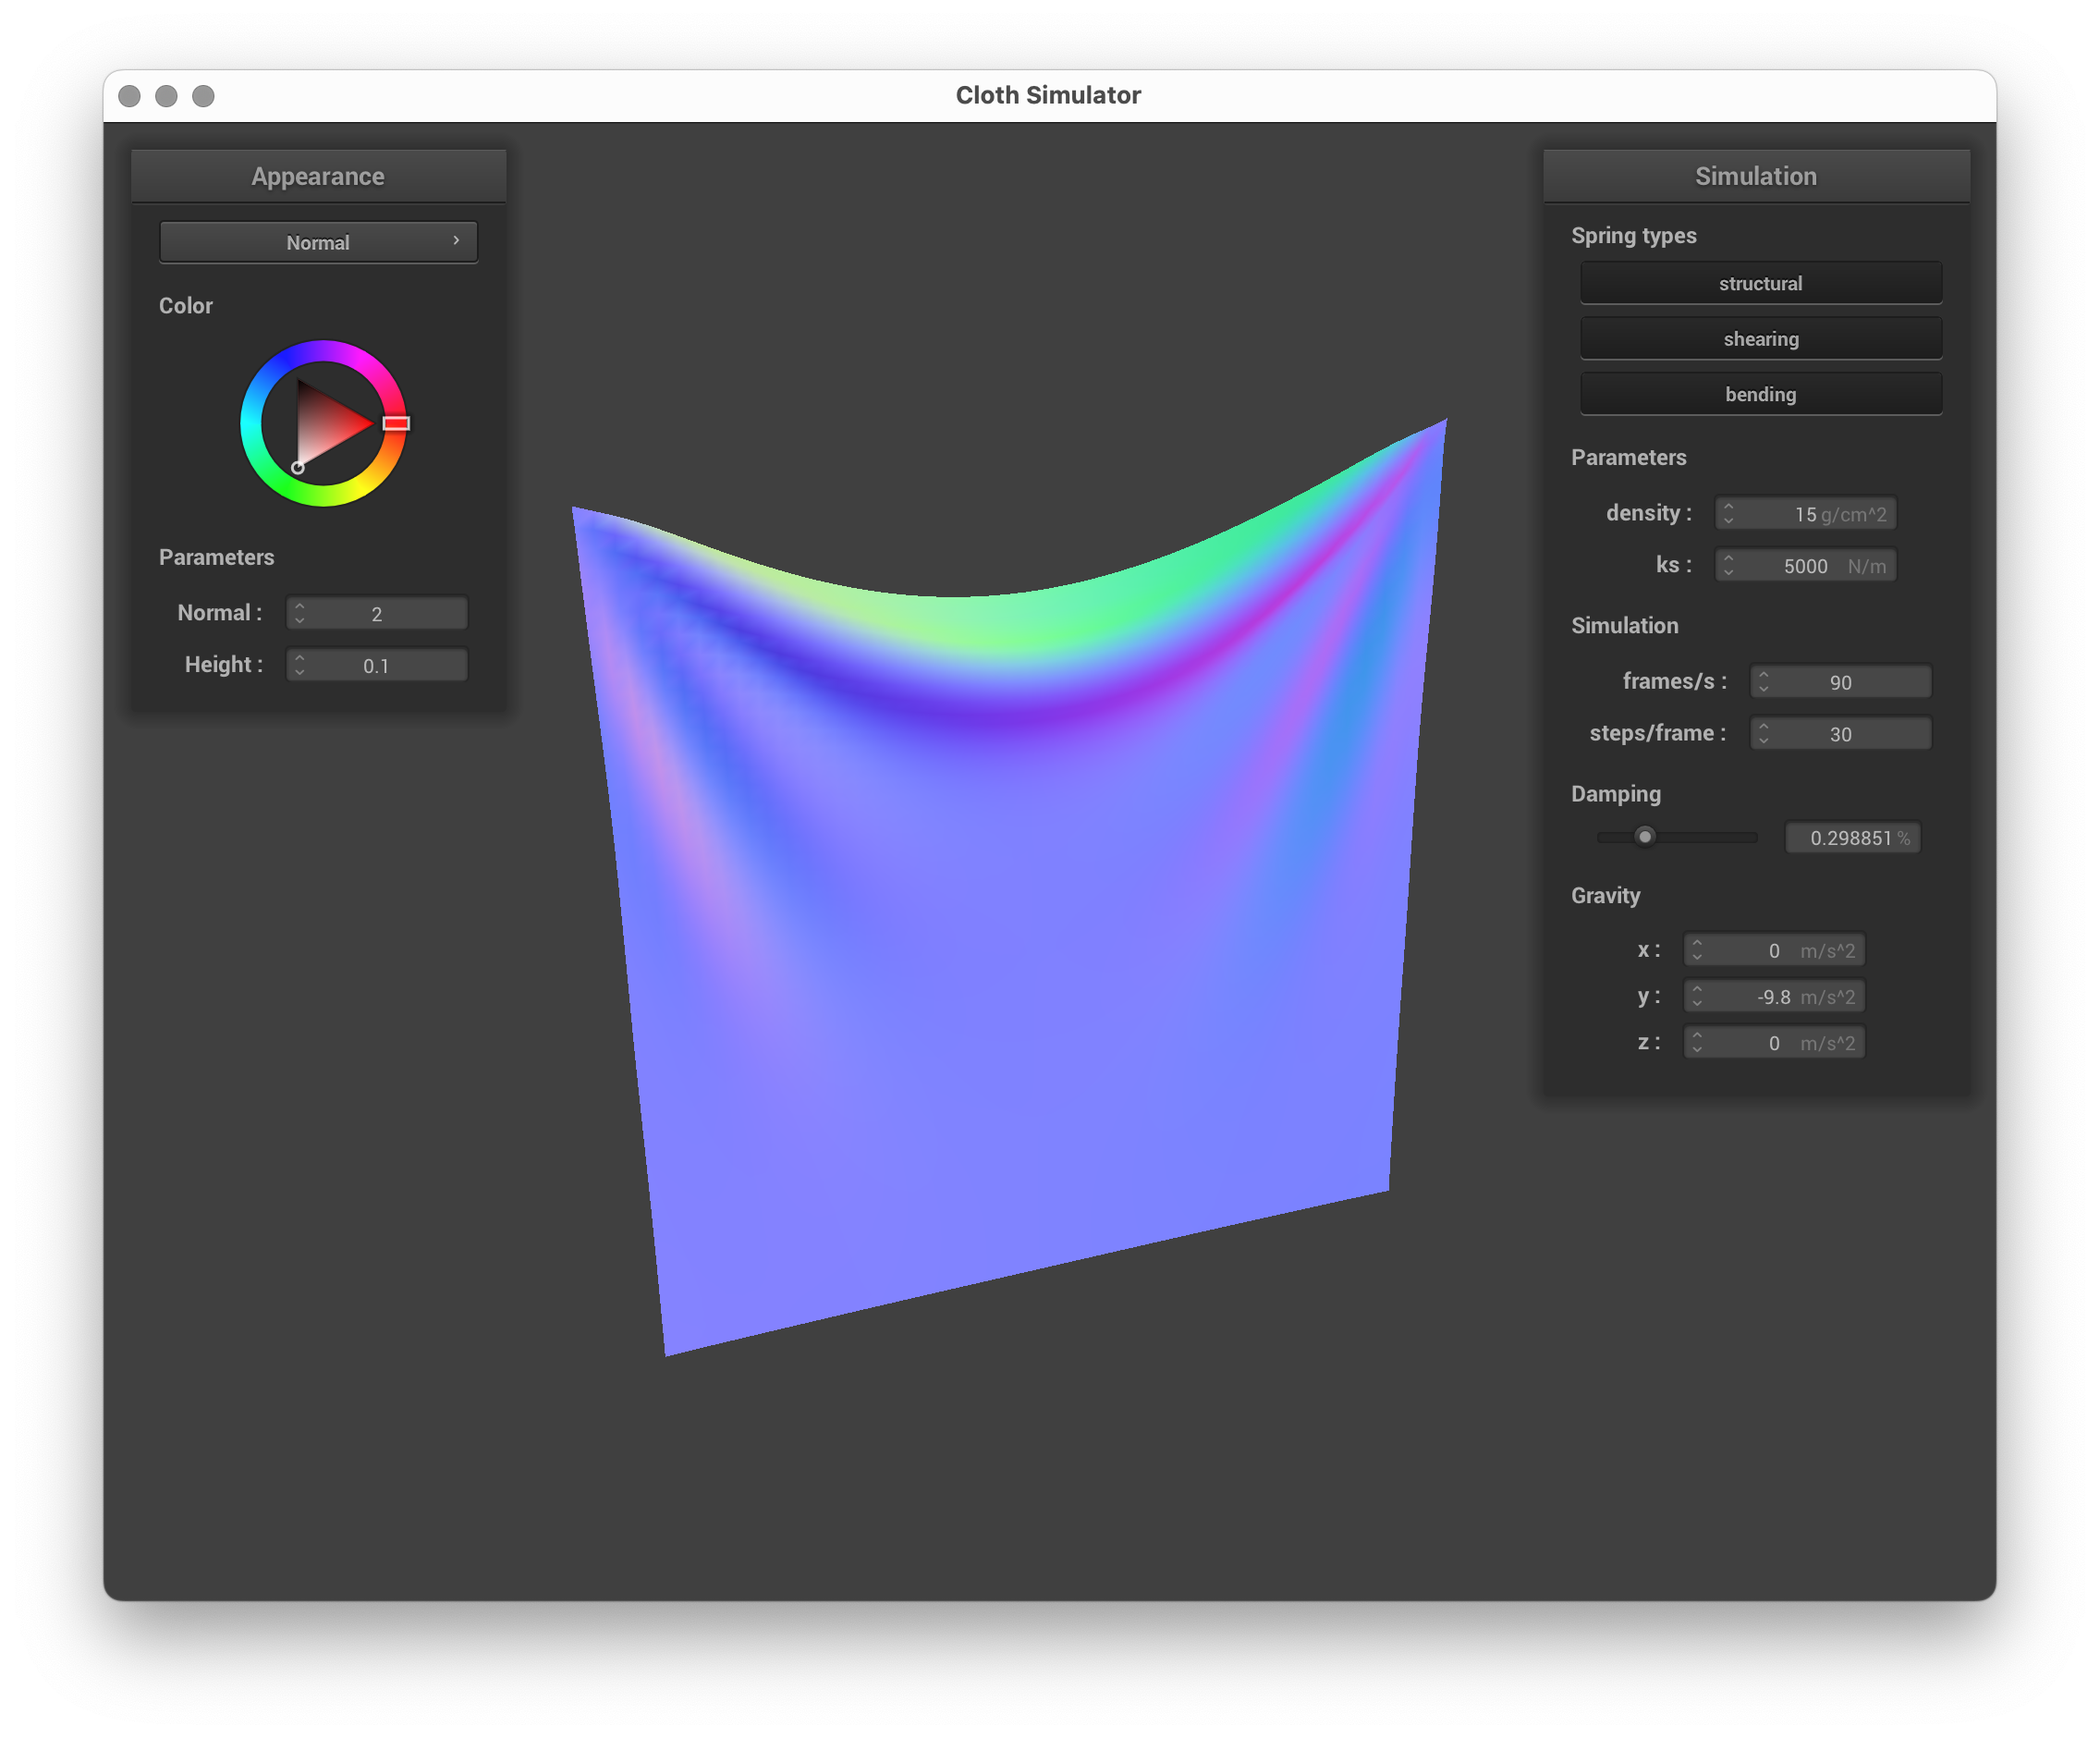 Cloth Simulator
Appearance
Normal
Color
Parameters
Normal : 2
Height : 0.1
Simulation
Spring types
structural
shearing
bending
Parameters
density : 15 g/cm^2
ks : 5000 N/m
Simulation
frames/s : 90
steps/frame : 30
Damping
0.298851 %
Gravity
x : 0 m/s^2
y : -9.8 m/s^2
z : 0 m/s^2